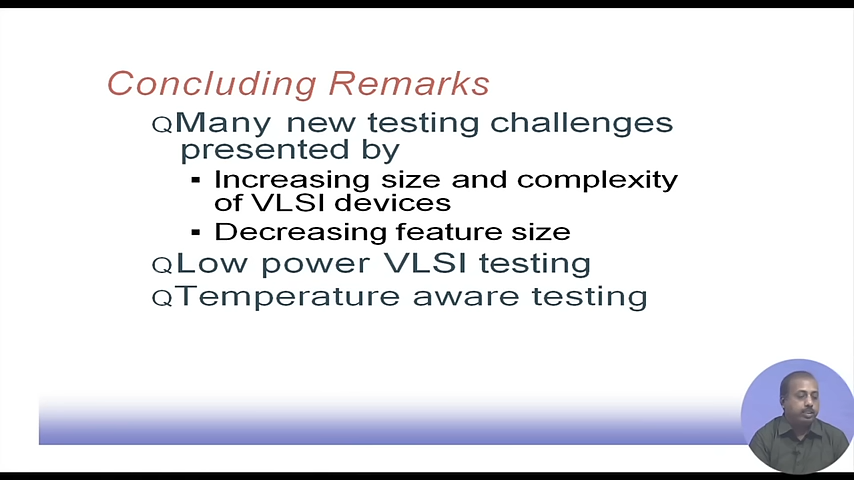 Concluding Remarks
Many new testing challenges
presented by
▪ Increasing size and complexity
of VLSI devices
▪ Decreasing feature size
Low power VLSI testing
Temperature aware testing